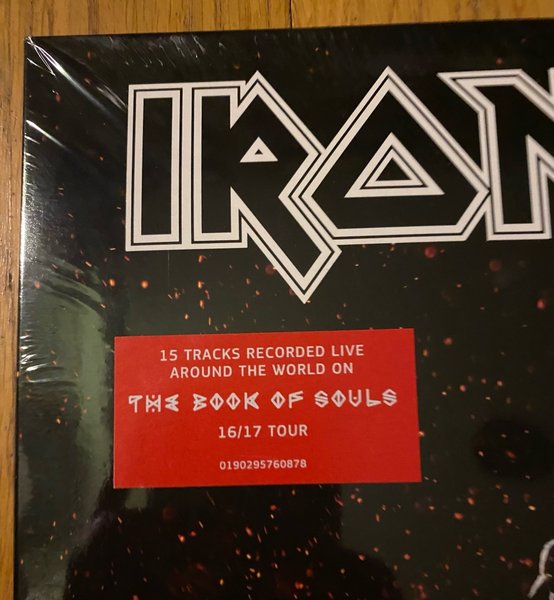 IRON
15 TRACKS RECORDED LIVE
AROUND THE WORLD ON
THE BOOK OF SOULS
16/17 TOUR
0190295760878